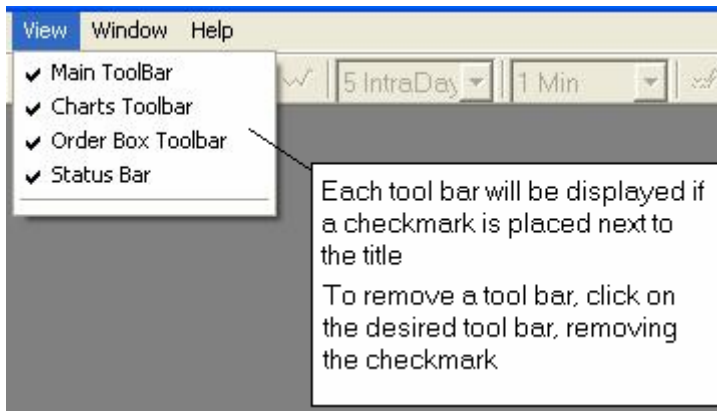 View Window Help
5 IntraDay 1 Min
Main ToolBar
Charts Toolbar
Order Box Toolbar
Status Bar
Each tool bar will be displayed if
a checkmark is placed next to
the title
To remove a tool bar, click on
the desired tool bar, removing
the checkmark